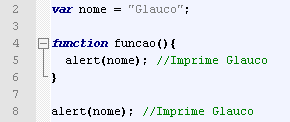 2 var nome = "Glauco";
3
4 function funcao(){
5 alert(nome); //Imprime Glauco
6 }
7
8 alert(nome); //Imprime Glauco